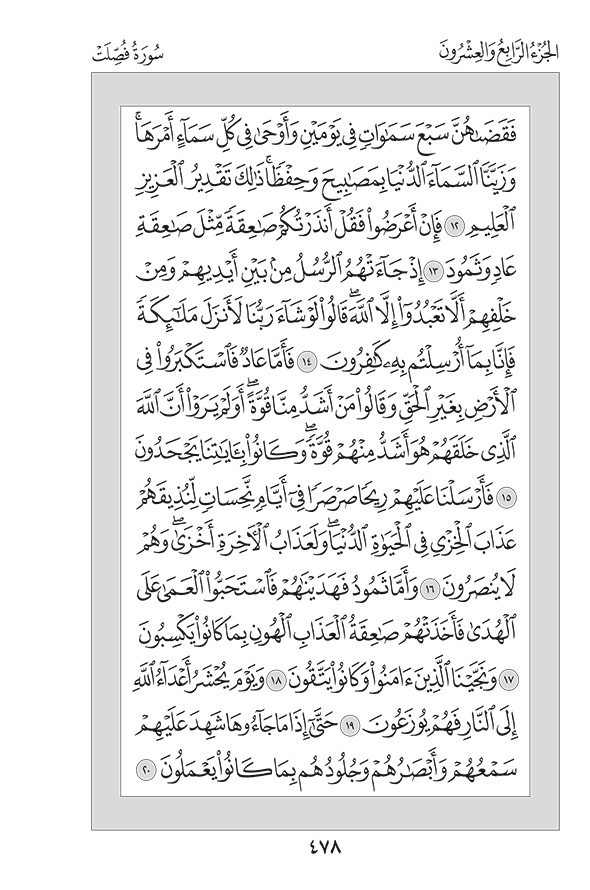 الجُزْءُ الرَّابِعُ وَالعِشْرُونَ
سُورَةُ فُصِّلَتْ
فَقَضَىٰهُنَّ سَبْعَ سَمَٰوَاتٍ فِي يَوْمَيْنِ وَأَوْحَىٰ فِي كُلِّ سَمَآءٍ أَمْرَهَاۚ
وَزَيَّنَّا ٱلسَّمَآءَ ٱلدُّنْيَا بِمَصَٰبِيحَ وَحِفْظًاۚ ذَٰلِكَ تَقْدِيرُ ٱلْعَزِيزِ
ٱلْعَلِيمِ ١٢ فَإِنْ أَعْرَضُوا۟ فَقُلْ أَنذَرْتُكُمْ صَٰعِقَةً مِّثْلَ صَٰعِقَةِ
عَادٍ وَثَمُودَ ١٣ إِذْ جَآءَتْهُمُ ٱلرُّسُلُ مِنۢ بَيْنِ أَيْدِيهِمْ وَمِنْ
خَلْفِهِمْ أَلَّا تَعْبُدُوٓا۟ إِلَّا ٱللَّهَۖ قَالُوا۟ لَوْ شَآءَ رَبُّنَا لَأَنزَلَ مَلَٰٓئِكَةً
فَإِنَّا بِمَآ أُرْسِلْتُم بِهِۦ كَٰفِرُونَ ١٤ فَأَمَّا عَادٌ فَٱسْتَكْبَرُوا۟ فِي
ٱلْأَرْضِ بِغَيْرِ ٱلْحَقِّ وَقَالُوا۟ مَنْ أَشَدُّ مِنَّا قُوَّةًۖ أَوَلَمْ يَرَوْا۟ أَنَّ ٱللَّهَ
ٱلَّذِي خَلَقَهُمْ هُوَ أَشَدُّ مِنْهُمْ قُوَّةًۖ وَكَانُوا۟ بِـَٔايَٰتِنَا يَجْحَدُونَ
١٥ فَأَرْسَلْنَا عَلَيْهِمْ رِيحًا صَرْصَرًا فِيٓ أَيَّامٍ نَّحِسَاتٍ لِّنُذِيقَهُمْ
عَذَابَ ٱلْخِزْيِ فِي ٱلْحَيَوٰةِ ٱلدُّنْيَاۖ وَلَعَذَابُ ٱلْءَاخِرَةِ أَخْزَىٰۖ وَهُمْ
لَا يُنصَرُونَ ١٦ وَأَمَّا ثَمُودُ فَهَدَيْنَٰهُمْ فَٱسْتَحَبُّوا۟ ٱلْعَمَىٰ عَلَى
ٱلْهُدَىٰ فَأَخَذَتْهُمْ صَٰعِقَةُ ٱلْعَذَابِ ٱلْهُونِ بِمَا كَانُوا۟ يَكْسِبُونَ
١٧ وَنَجَّيْنَا ٱلَّذِينَ ءَامَنُوا۟ وَكَانُوا۟ يَتَّقُونَ ١٨ وَيَوْمَ يُحْشَرُ أَعْدَآءُ ٱللَّهِ
إِلَى ٱلنَّارِ فَهُمْ يُوزَعُونَ ١٩ حَتَّىٰٓ إِذَا مَا جَآءُوهَا شَهِدَ عَلَيْهِمْ
سَمْعُهُمْ وَأَبْصَٰرُهُمْ وَجُلُودُهُم بِمَا كَانُوا۟ يَعْمَلُونَ ٢٠
٤٧٨